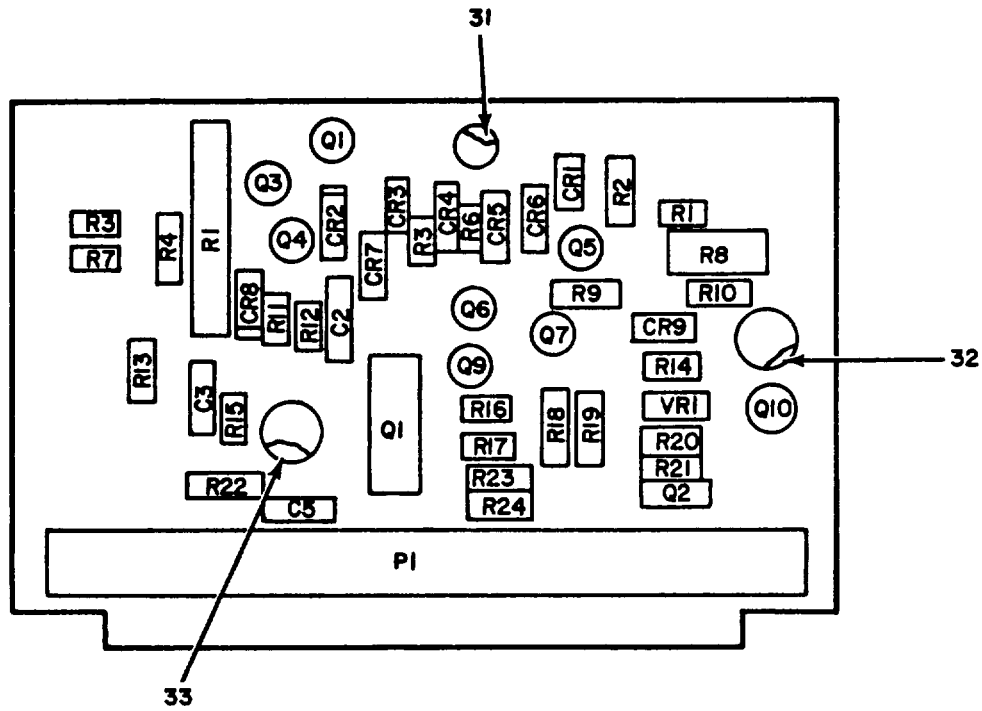 31
Q1
Q3
CR3
CR4
CR1
R2
CR2
R6
CR5
CR6
R3
R4
R1
Q4
R3
R1
R7
CR7
Q5
R8
CR8
R11
R12
C2
Q6
R9
R10
Q7
CR9
32
R13
Q9
R14
C3
R15
Q1
R16
R18
R19
VR1
Q10
R17
R20
R21
R22
R23
Q2
C5
R24
P1
33